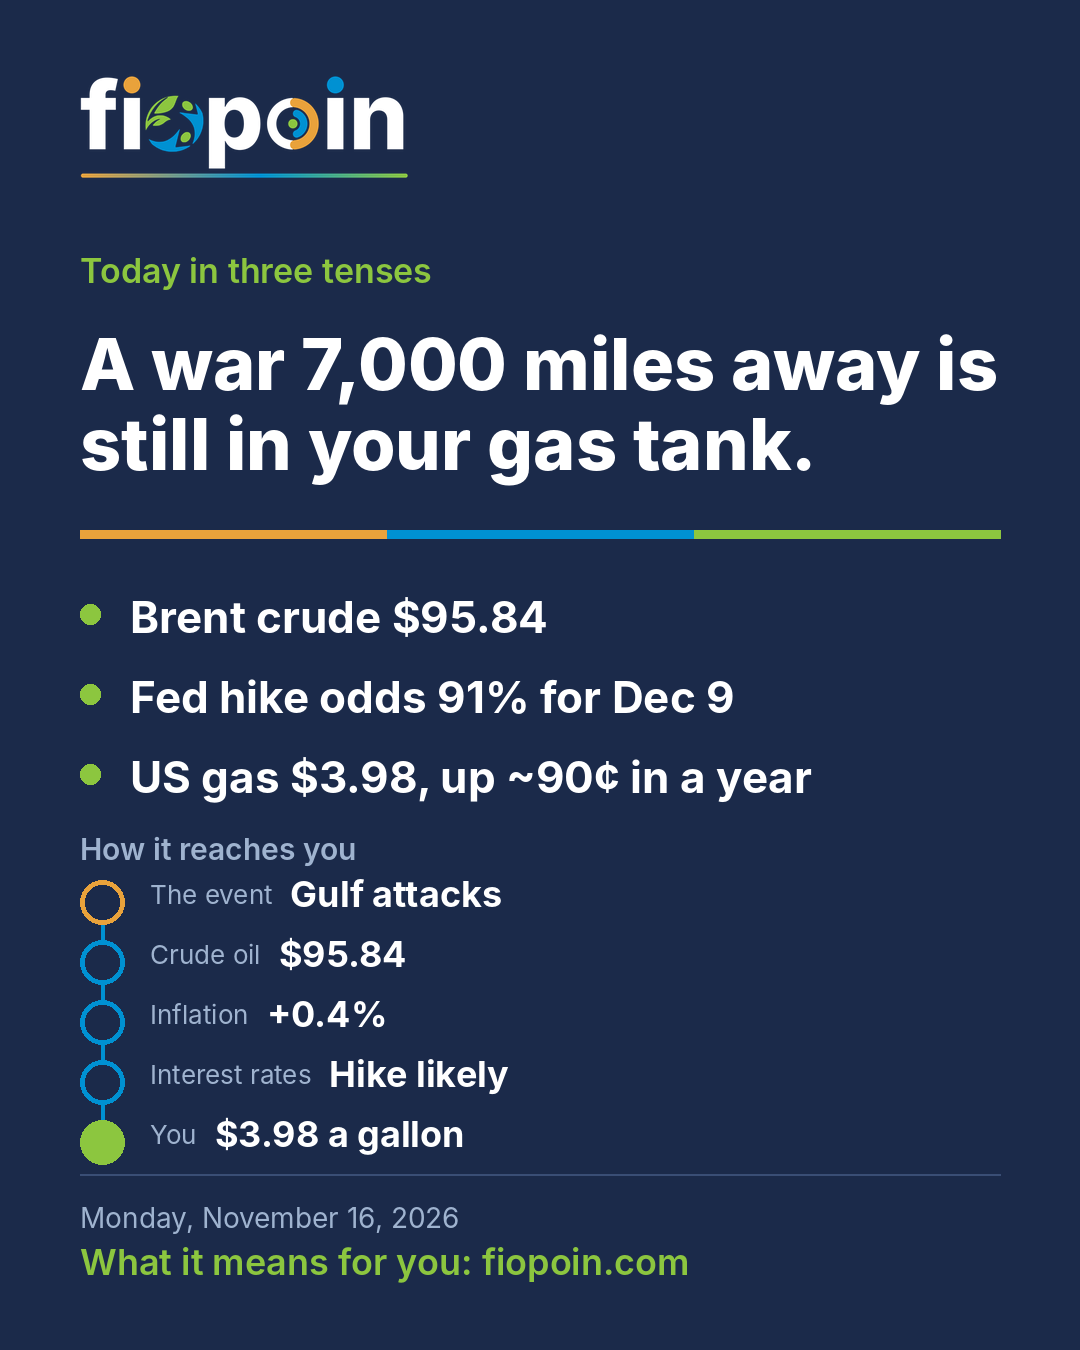 fiopoin
Today in three tenses
A war 7,000 miles away is
still in your gas tank.
Brent crude $95.84
Fed hike odds 91% for Dec 9
US gas $3.98, up ~90¢ in a year
How it reaches you
The event Gulf attacks
Crude oil $95.84
Inflation +0.4%
Interest rates Hike likely
You $3.98 a gallon
Monday, November 16, 2026
What it means for you: fiopoin.com